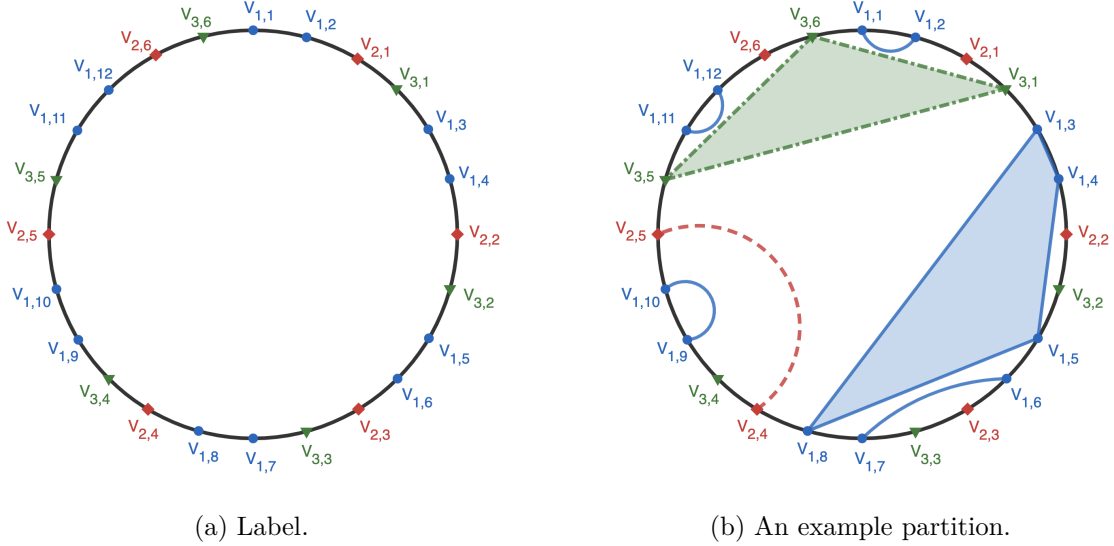 V1,1
V1,2
V2,1
V3,1
V1,3
V1,4
V2,2
V3,2
V1,5
V1,6
V2,3
V3,3
V1,7
V1,8
V2,4
V3,4
V1,9
V1,10
V2,5
V3,5
V1,11
V1,12
V2,6
V3,6
(a) Label.
V1,1
V1,2
V2,1
V3,1
V1,3
V1,4
V2,2
V3,2
V1,5
V1,6
V2,3
V3,3
V1,7
V1,8
V2,4
V3,4
V1,9
V1,10
V2,5
V3,5
V1,11
V1,12
V2,6
V3,6
(b) An example partition.